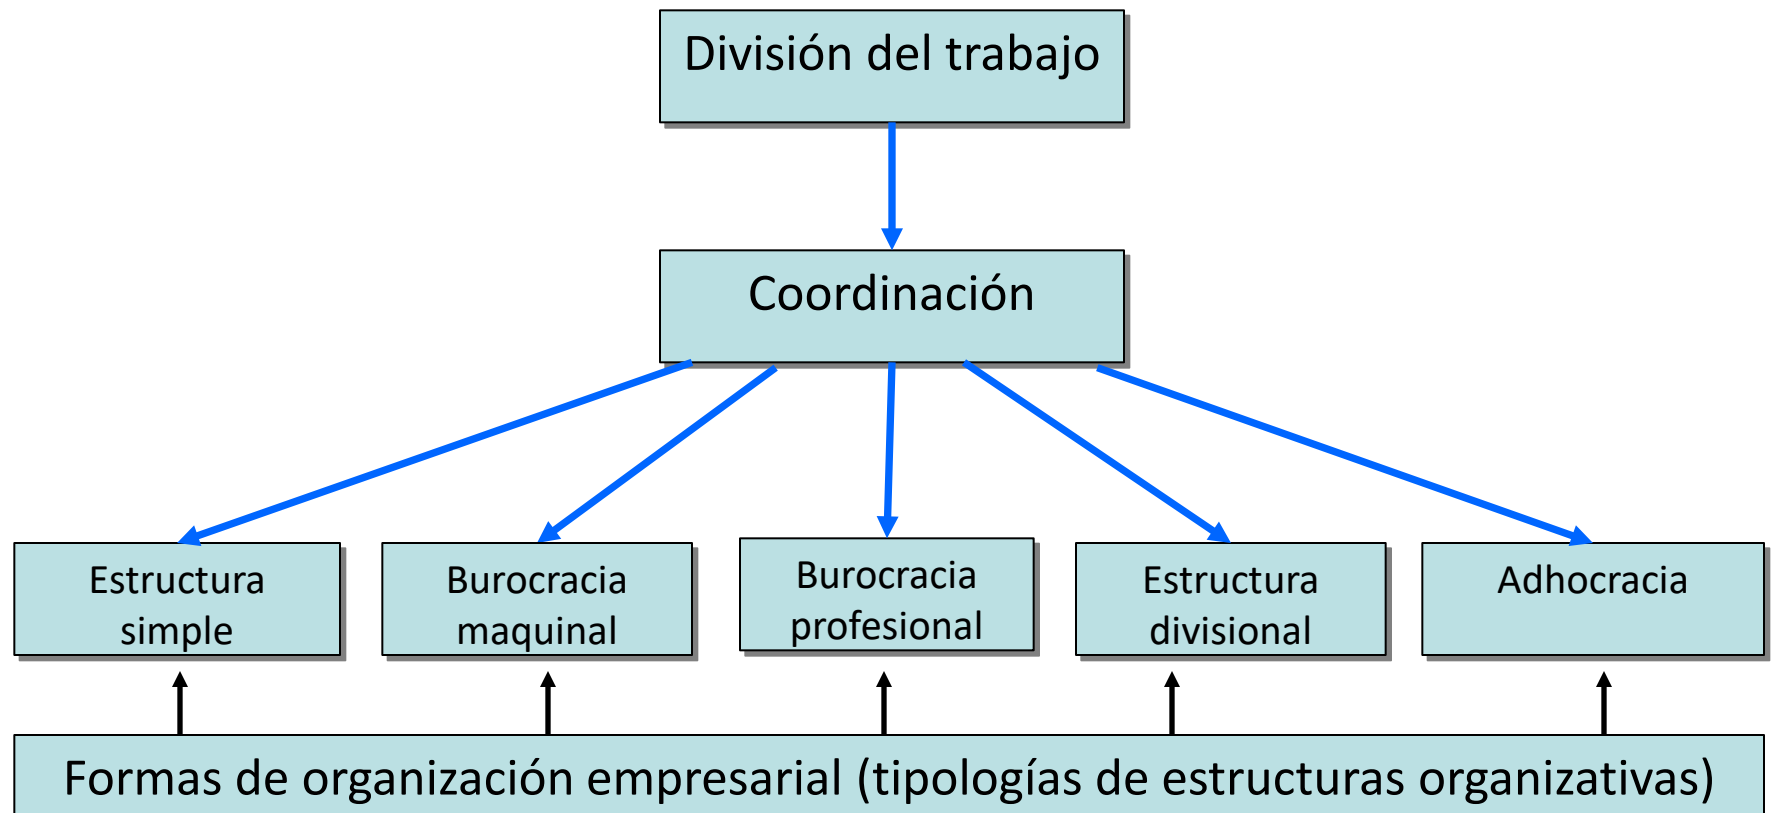 División del trabajo
Coordinación
Estructura
simple
Burocracia
maquinal
Burocracia
profesional
Estructura
divisional
Adhocracia
Formas de organización empresarial (tipologías de estructuras organizativas)